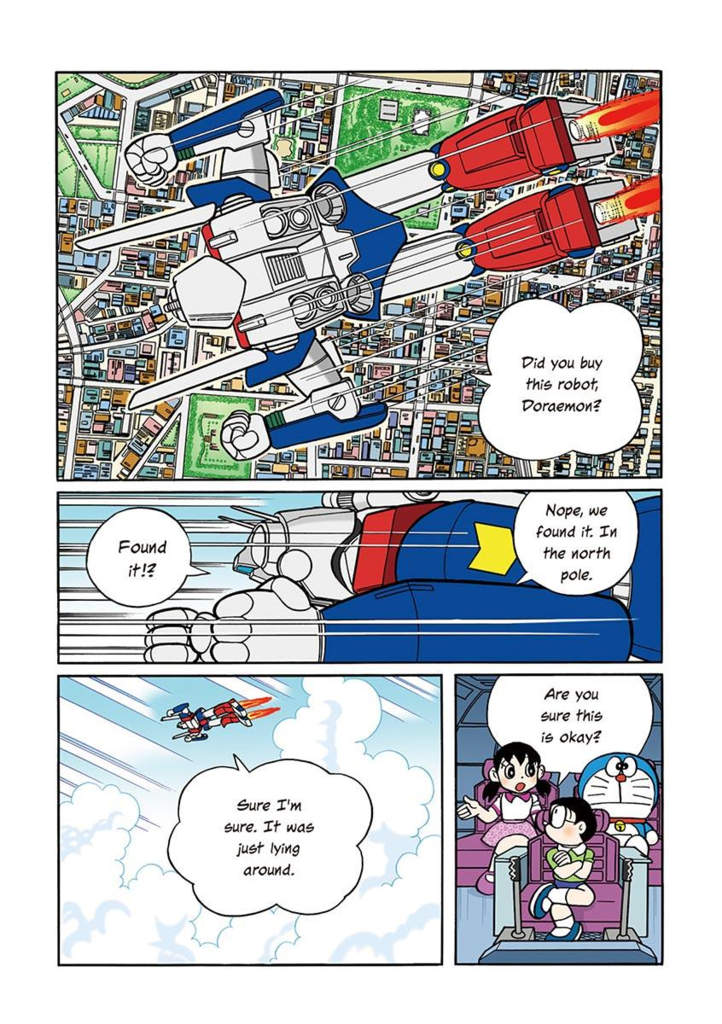 Did you buy
this robot,
Doraemon?
Found
it!?
Nope, we
found it. In
the north
pole.
Sure I'm
sure. It was
just lying
around.
Are you
sure this
is okay?